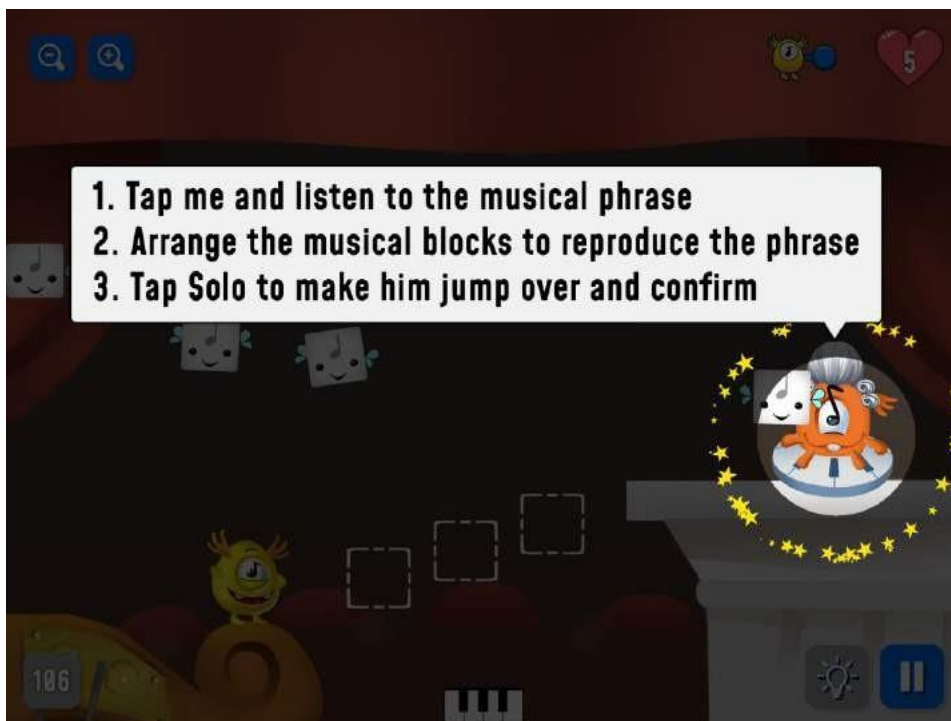 5
1. Tap me and listen to the musical phrase
2. Arrange the musical blocks to reproduce the phrase
3. Tap Solo to make him jump over and confirm
106